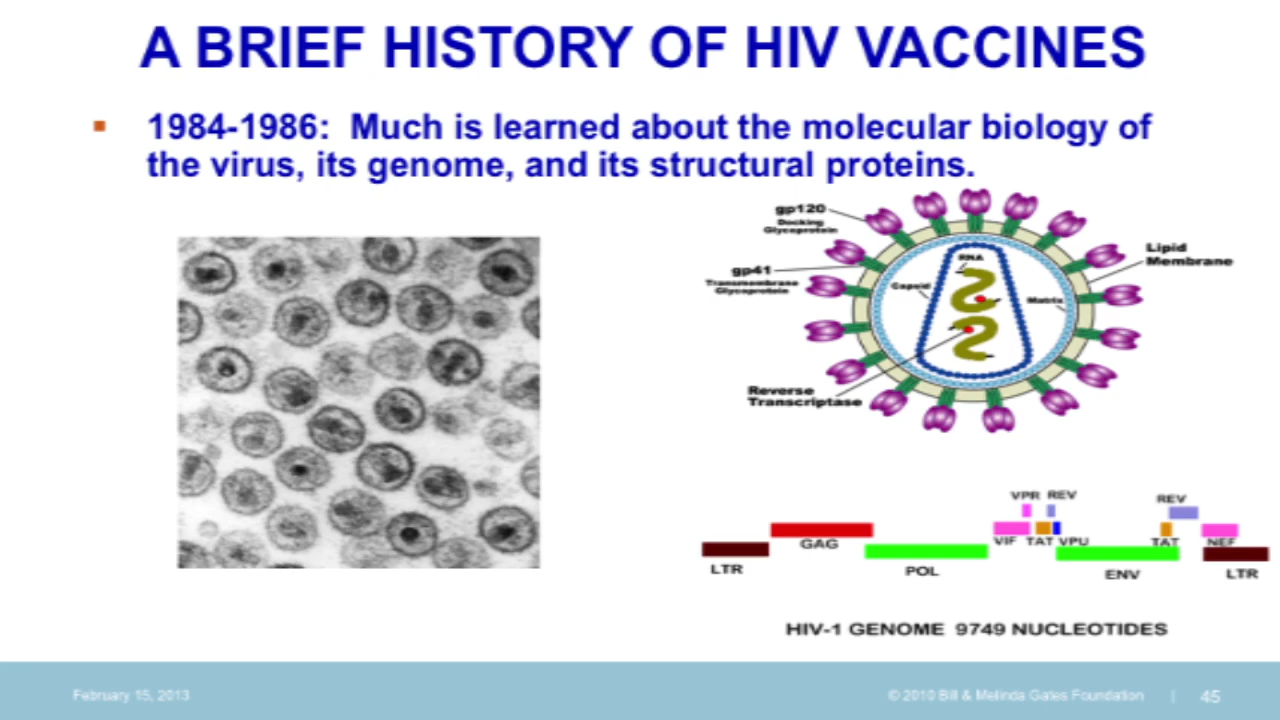 A BRIEF HISTORY OF HIV VACCINES
1984-1986: Much is learned about the molecular biology of
the virus, its genome, and its structural proteins.
gp120
Docking
Glycoprotein
gp41
Transmembrane
Glycoprotein
Lipid
Membrane
RNA
Capsid
Matrix
Reverse
Transcriptase
VPR REV
REV
GAG
VIF TAT VPU
TAT NEF
LTR
POL
ENV
LTR
HIV-1 GENOME 9749 NUCLEOTIDES
February 15, 2013
© 2010 Bill & Melinda Gates Foundation | 45